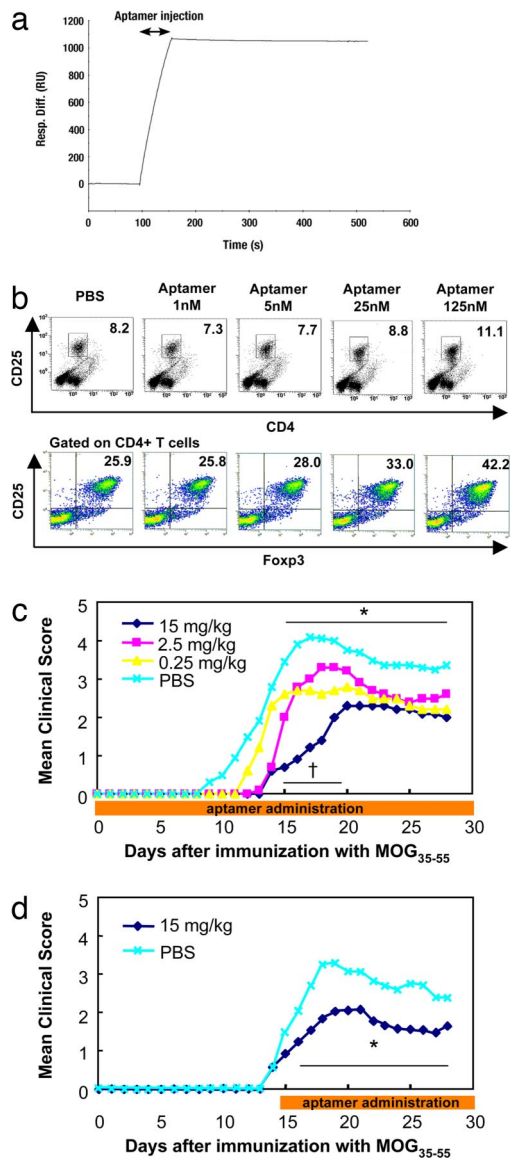 a
Aptamer injection
Resp. Diff. (RU)
1200
1000
800
600
400
200
0
0 100 200 300 400 500 600
Time (s)
b
PBS Aptamer 1nM Aptamer 5nM Aptamer 25nM Aptamer 125nM
8.2 7.3 7.7 8.8 11.1
CD25
CD4
Gated on CD4+ T cells
25.9 25.8 28.0 33.0 42.2
CD25
Foxp3
c
Mean Clinical Score
5
4
3
2
1
0
15 mg/kg
2.5 mg/kg
0.25 mg/kg
PBS
*
†
aptamer administration
0 5 10 15 20 25 30
Days after immunization with MOG35-55
d
Mean Clinical Score
5
4
3
2
1
0
15 mg/kg
PBS
*
aptamer administration
0 5 10 15 20 25 30
Days after immunization with MOG35-55